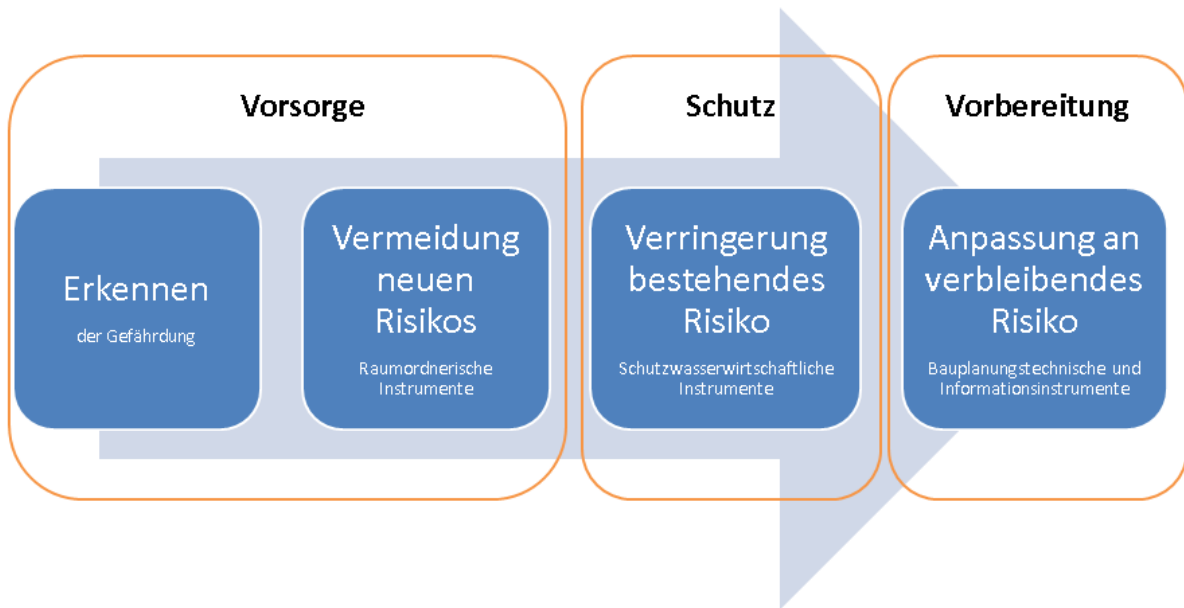 Vorsorge
Schutz
Vorbereitung
Erkennen
der Gefährdung
Vermeidung
neuen
Risikos
Raumordnerische
Instrumente
Verringerung
bestehendes
Risiko
Schutzwasserwirtschaftliche
Instrumente
Anpassung an
verbleibendes
Risiko
Bauplanungstechnische und
Informationsinstrumente